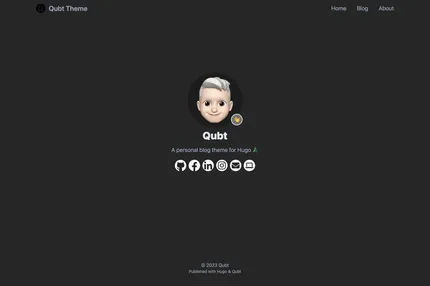 Qubt Theme
Home Blog About
Qubt
A personal blog theme for Hugo
© 2023 Qubt
Published with Hugo & Qubt